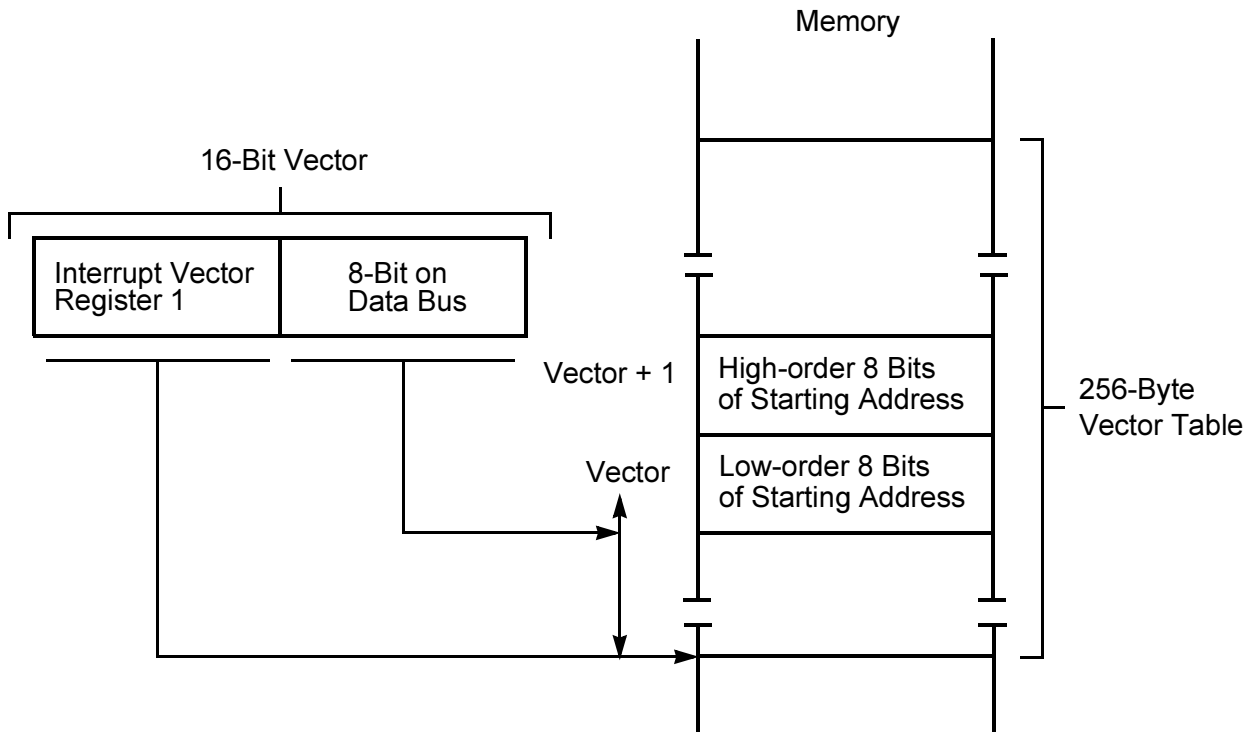 Memory
16-Bit Vector
Interrupt Vector
Register 1
8-Bit on
Data Bus
Vector + 1
High-order 8 Bits
of Starting Address
256-Byte
Vector Table
Vector
Low-order 8 Bits
of Starting Address